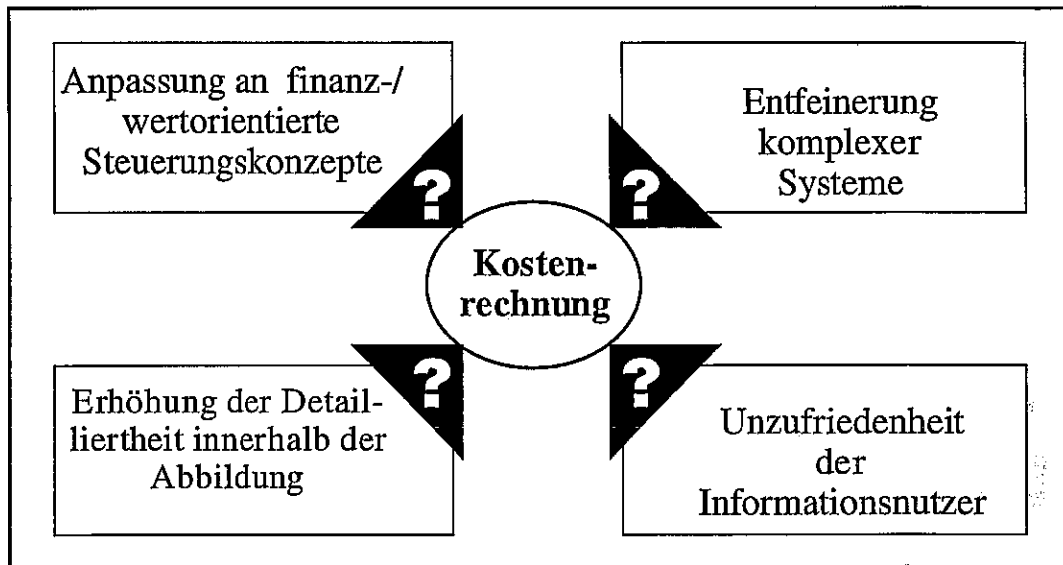 Anpassung an finanz-/
wertorientierte
Steuerungskonzepte
?
Entfeinerung
komplexer
Systeme
?
Kosten-
rechnung
Erhöhung der Detail-
liertheit innerhalb der
Abbildung
?
Unzufriedenheit
der
Informationsnutzer
?